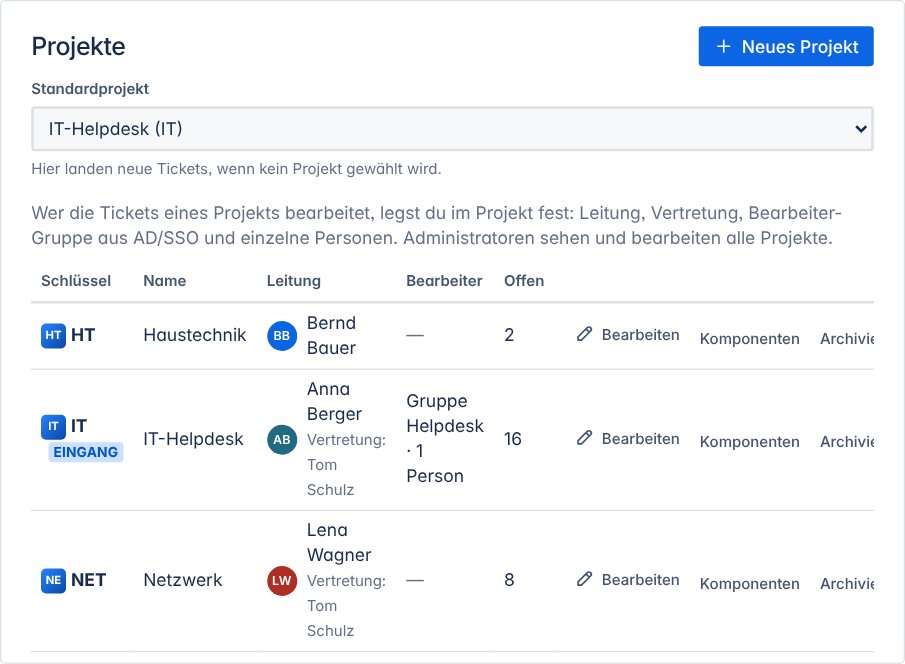 Projekte
+ Neues Projekt
Standardprojekt
IT-Helpdesk (IT)
Hier landen neue Tickets, wenn kein Projekt gewählt wird.
Wer die Tickets eines Projekts bearbeitet, legst du im Projekt fest: Leitung, Vertretung, Bearbeiter-
Gruppe aus AD/SSO und einzelne Personen. Administratoren sehen und bearbeiten alle Projekte.
Schlüssel Name Leitung Bearbeiter Offen
HT HT Haustechnik BB Bernd Bauer — 2 Bearbeiten Komponenten Archivie
IT IT EINGANG IT-Helpdesk AB Anna Berger Vertretung: Tom Schulz Gruppe Helpdesk · 1 Person 16 Bearbeiten Komponenten Archivie
NE NET Netzwerk LW Lena Wagner Vertretung: Tom Schulz — 8 Bearbeiten Komponenten Archivie